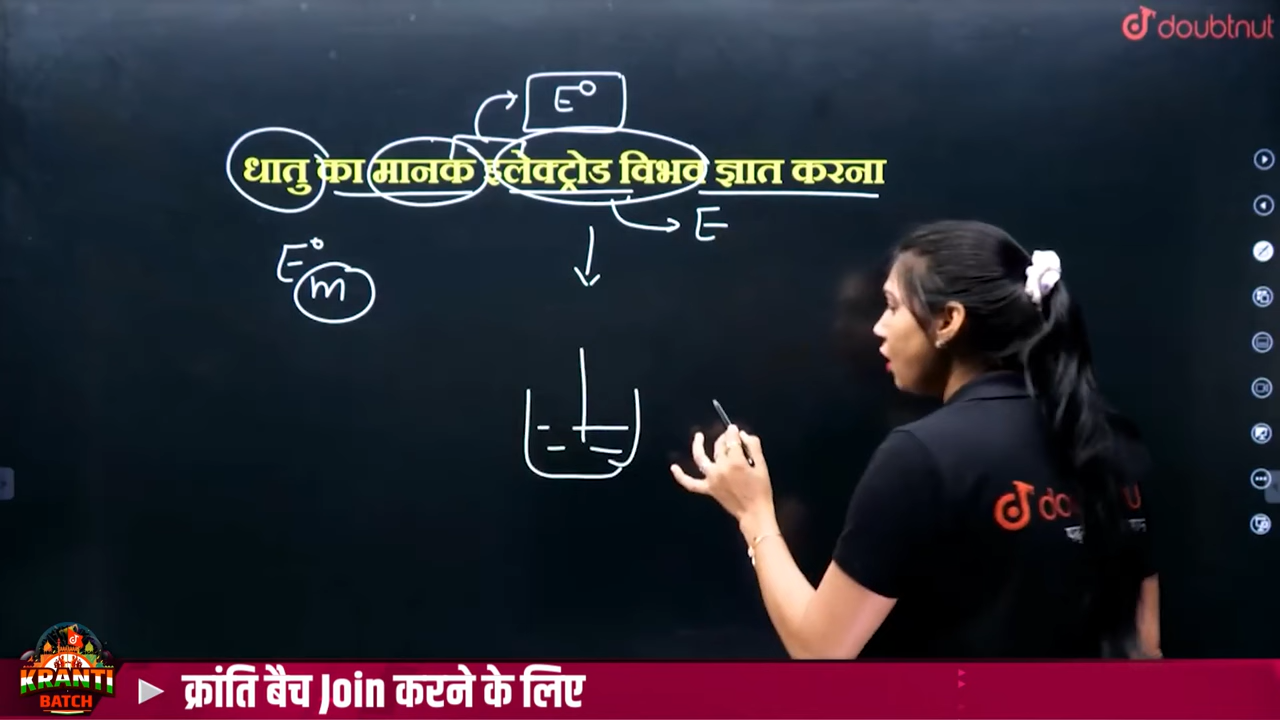 doubtnut
E°
धातु का मानक इलेक्ट्रोड विभव ज्ञात करना
E
E°
m
KRANTI
BATCH
क्रांति बैच Join करने के लिए